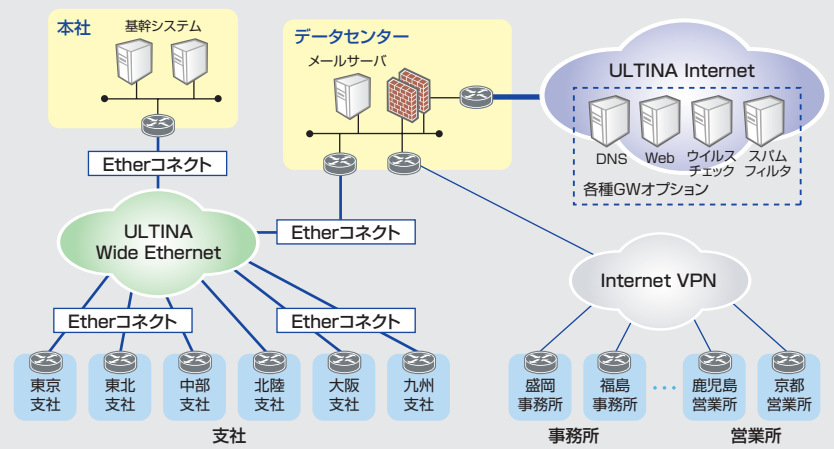 本社
基幹システム
データセンター
メールサーバ
ULTINA Internet
DNS
Web
ウイルス
チェック
スパム
フィルタ
各種GWオプション
Etherコネクト
ULTINA
Wide Ethernet
Etherコネクト
Internet VPN
Etherコネクト
Etherコネクト
東京
支社
東北
支社
中部
支社
北陸
支社
大阪
支社
九州
支社
盛岡
事務所
福島
事務所
･･･
鹿児島
営業所
京都
営業所
支社
事務所
営業所